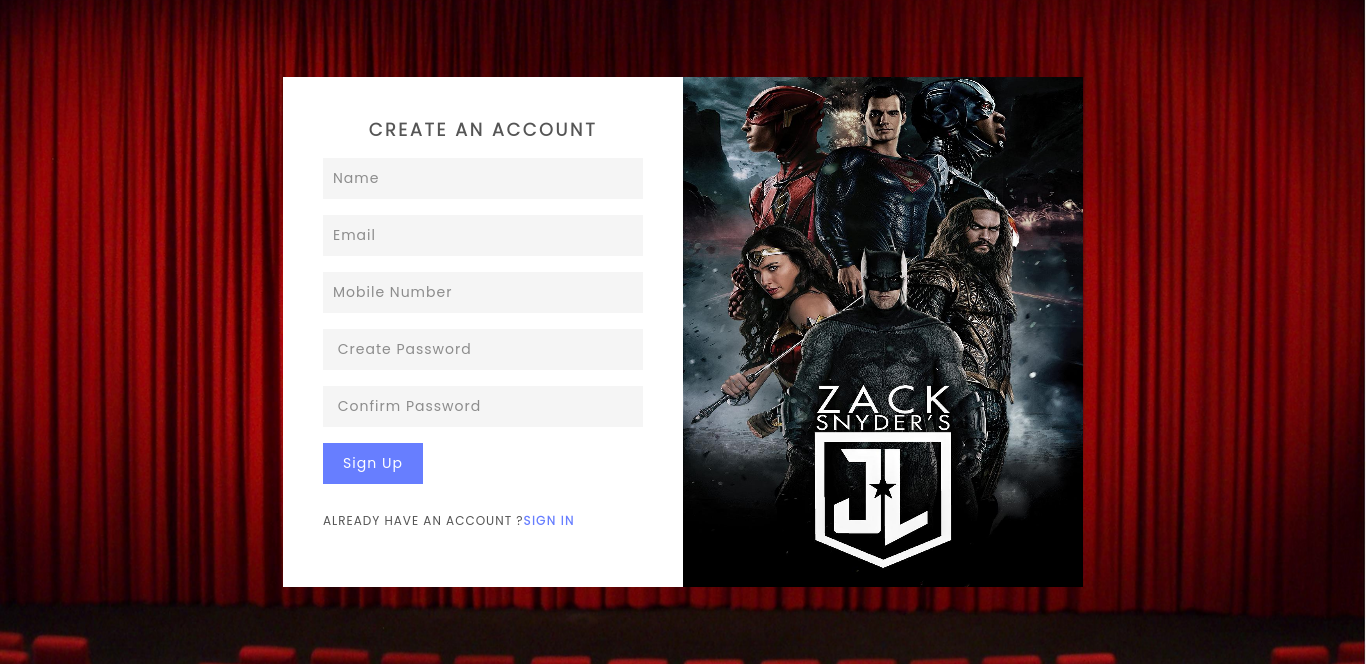 CREATE AN ACCOUNT
Name
Email
Mobile Number
Create Password
Confirm Password
Sign Up
ALREADY HAVE AN ACCOUNT ?SIGN IN
ZACK
SNYDER'S
JL